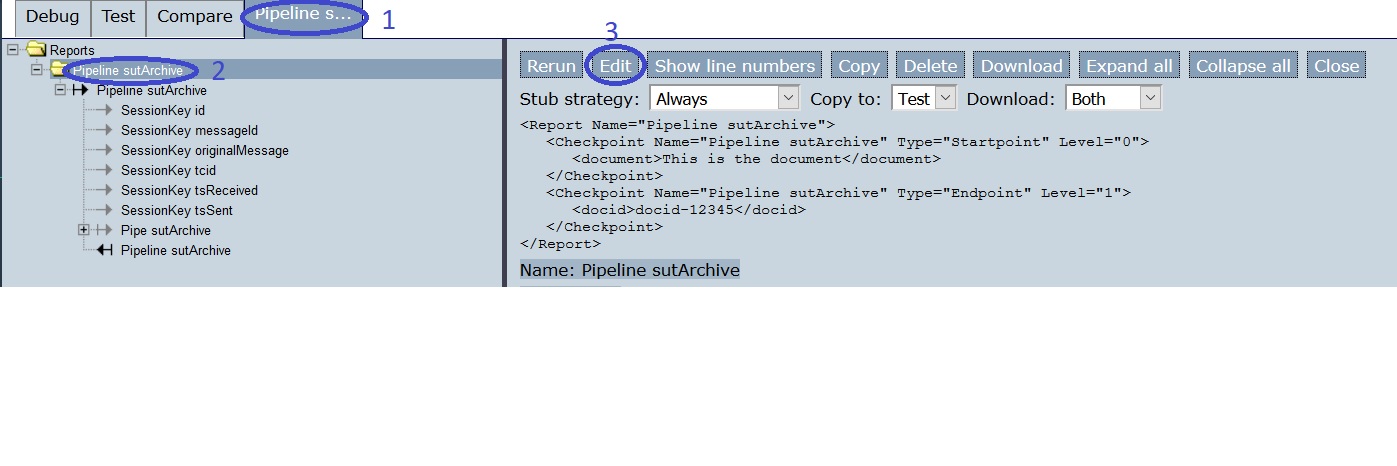 Debug Test Compare Pipeline s... 1
3
Reports
Pipeline sutArchive 2
Pipeline sutArchive
SessionKey id
SessionKey messageId
SessionKey originalMessage
SessionKey tcid
SessionKey tsReceived
SessionKey tsSent
Pipe sutArchive
Pipeline sutArchive
Rerun Edit Show line numbers Copy Delete Download Expand all Collapse all Close
Stub strategy: Always Copy to: Test Download: Both
<Report Name="Pipeline sutArchive">
<Checkpoint Name="Pipeline sutArchive" Type="Startpoint" Level="0">
<document>This is the document</document>
</Checkpoint>
<Checkpoint Name="Pipeline sutArchive" Type="Endpoint" Level="1">
<docid>docid-12345</docid>
</Checkpoint>
</Report>
Name: Pipeline sutArchive